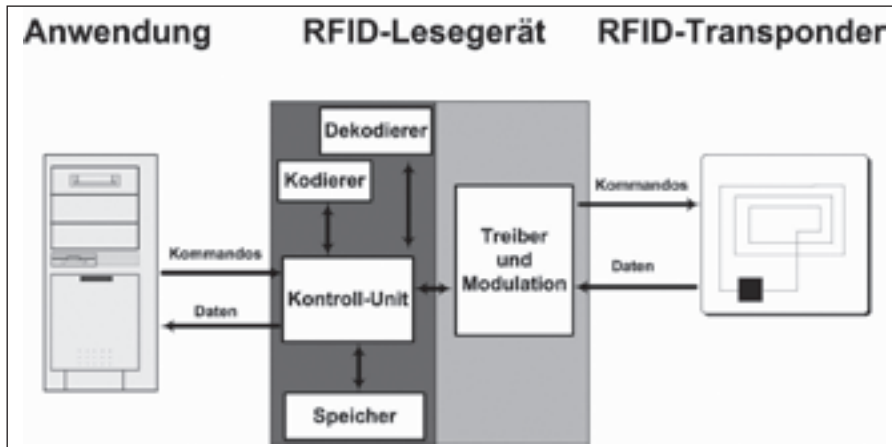 Anwendung RFID-Lesegerät RFID-Transponder
Dekodierer
Kodierer
Kommandos
Daten
Kontroll-Unit
Speicher
Treiber
und
Modulation
Kommandos
Daten